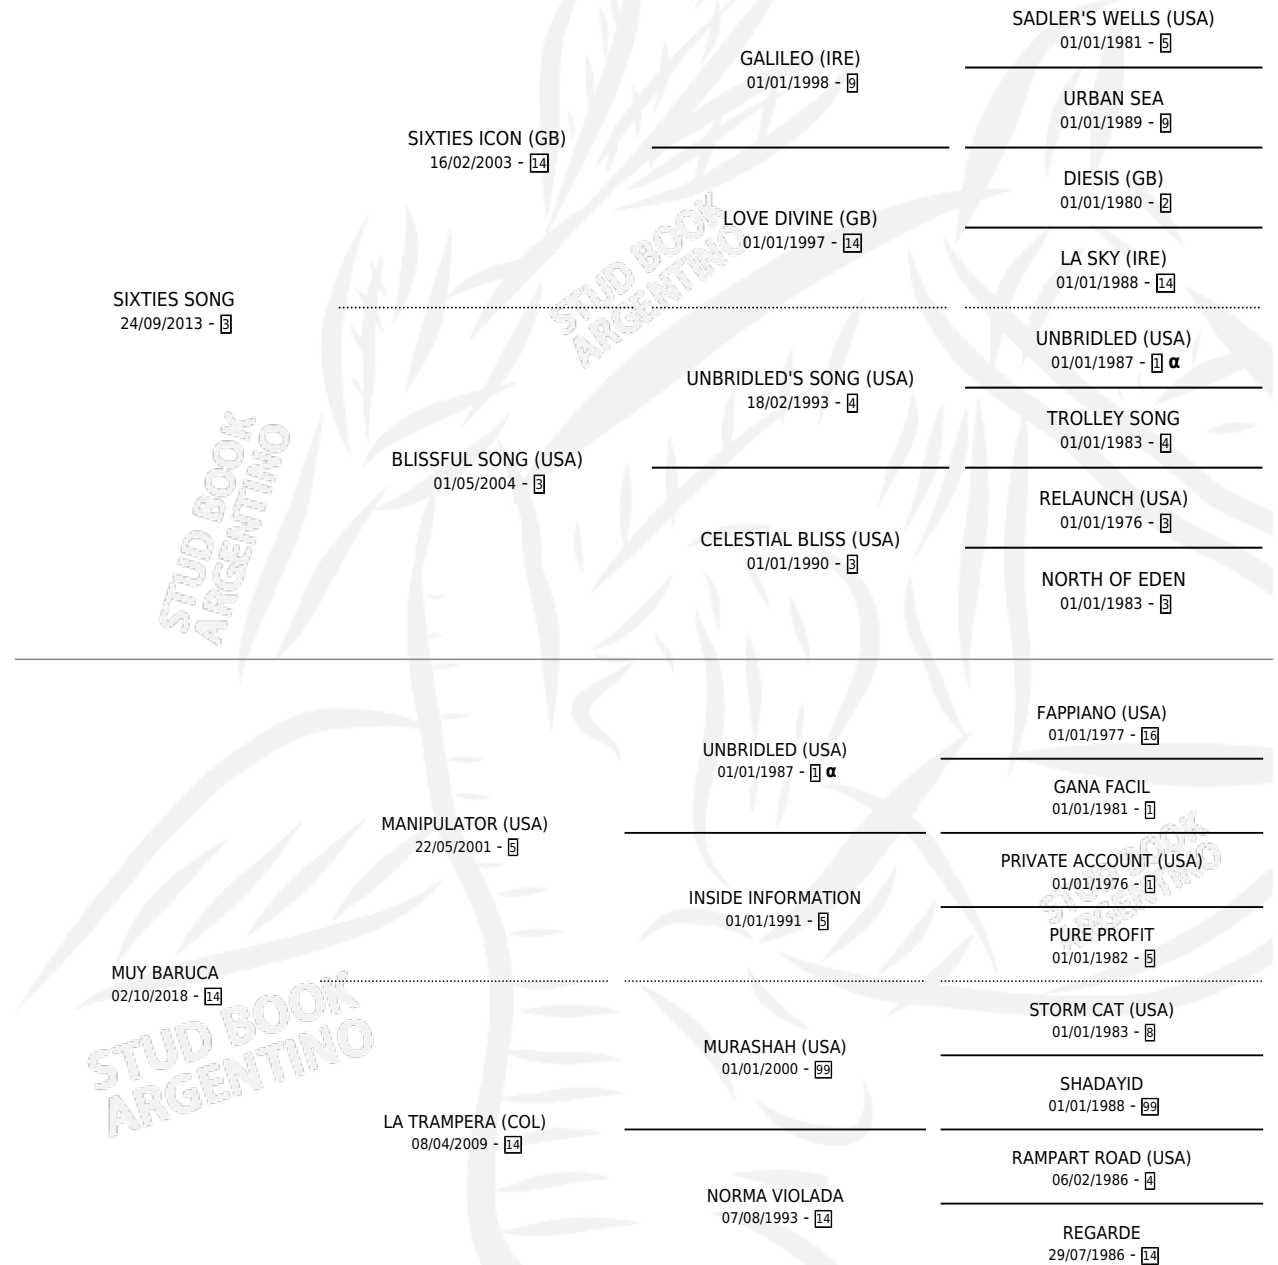 SADLER'S WELLS (USA)
01/01/1981 - 5
GALILEO (IRE)
01/01/1998 - 9
URBAN SEA
01/01/1989 - 9
SIXTIES ICON (GB)
16/02/2003 - 14
DIESIS (GB)
01/01/1980 - 2
LOVE DIVINE (GB)
01/01/1997 - 14
LA SKY (IRE)
01/01/1988 - 14
SIXTIES SONG
24/09/2013 - 3
UNBRIDLED (USA)
01/01/1987 - 1 α
UNBRIDLED'S SONG (USA)
18/02/1993 - 4
TROLLEY SONG
01/01/1983 - 4
BLISSFUL SONG (USA)
01/05/2004 - 3
RELAUNCH (USA)
01/01/1976 - 3
CELESTIAL BLISS (USA)
01/01/1990 - 3
NORTH OF EDEN
01/01/1983 - 3
FAPPIANO (USA)
01/01/1977 - 16
UNBRIDLED (USA)
01/01/1987 - 1 α
GANA FACIL
01/01/1981 - 1
MANIPULATOR (USA)
22/05/2001 - 5
PRIVATE ACCOUNT (USA)
01/01/1976 - 1
INSIDE INFORMATION
01/01/1991 - 5
PURE PROFIT
01/01/1982 - 5
MUY BARUCA
02/10/2018 - 14
STORM CAT (USA)
01/01/1983 - 8
MURASHAH (USA)
01/01/2000 - 99
SHADAYID
01/01/1988 - 99
LA TRAMPERA (COL)
08/04/2009 - 14
RAMPART ROAD (USA)
06/02/1986 - 4
NORMA VIOLADA
07/08/1993 - 14
REGARDE
29/07/1986 - 14
STUD BOOK
ARGENTINO
STUD BOOK
ARGENTINO
STUD BOOK
ARGENTINO
STUD BOOK
ARGENTINO